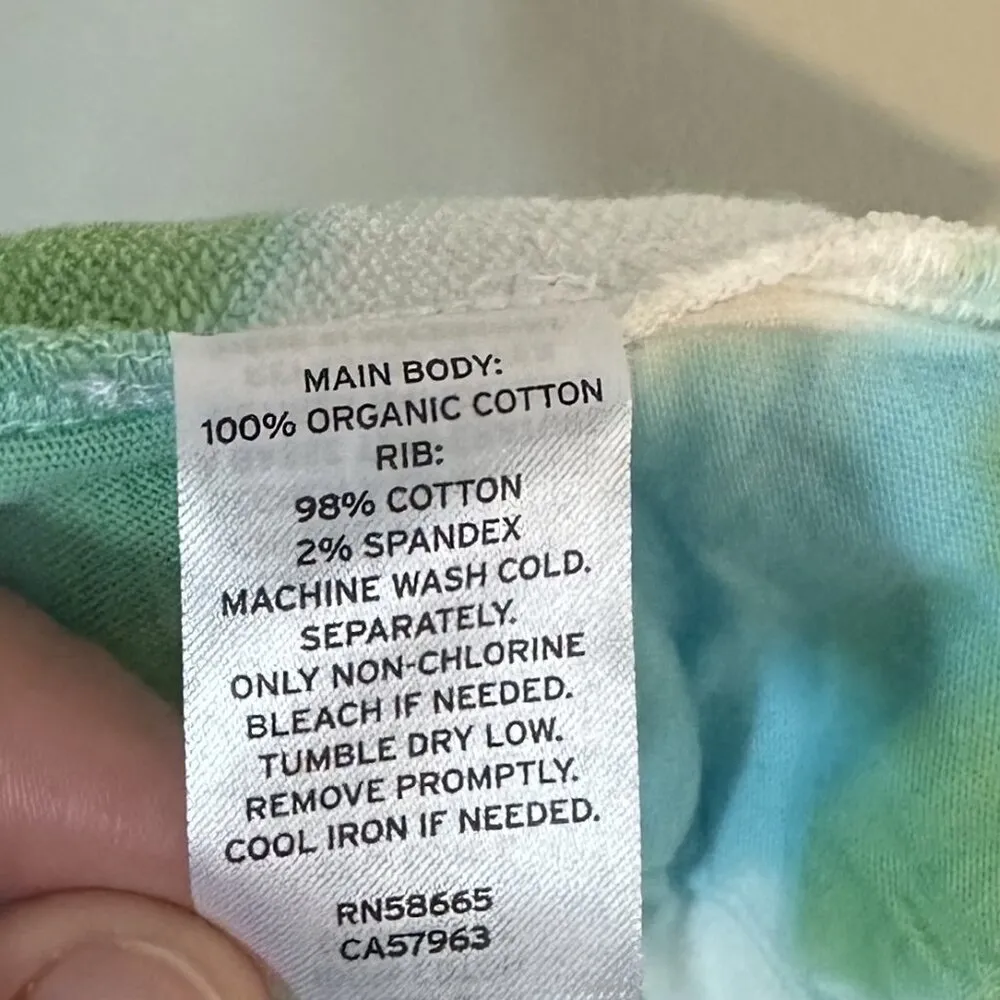 MAIN BODY:
100% ORGANIC COTTON
RIB:
98% COTTON
2% SPANDEX
MACHINE WASH COLD.
SEPARATELY.
ONLY NON-CHLORINE
BLEACH IF NEEDED.
TUMBLE DRY LOW.
REMOVE PROMPTLY.
COOL IRON IF NEEDED.
RN58665
CA57963